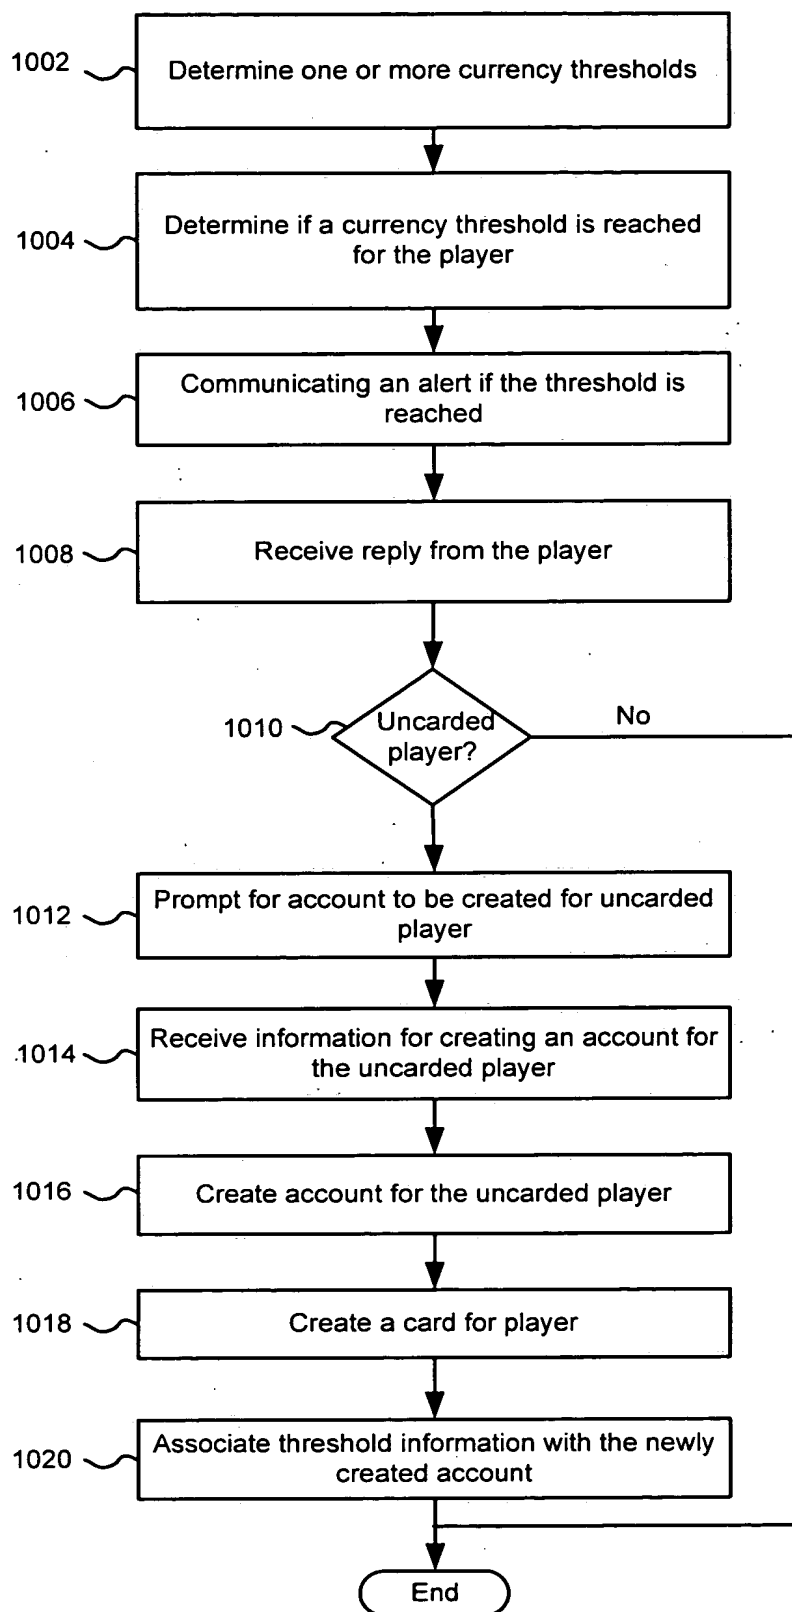 1002
Determine one or more currency thresholds
1004
Determine if a currency threshold is reached
for the player
1006
Communicating an alert if the threshold is
reached
1008
Receive reply from the player
1010
Uncarded
player?
No
1012
Prompt for account to be created for uncarded
player
1014
Receive information for creating an account for
the uncarded player
1016
Create account for the uncarded player
1018
Create a card for player
1020
Associate threshold information with the newly
created account
End